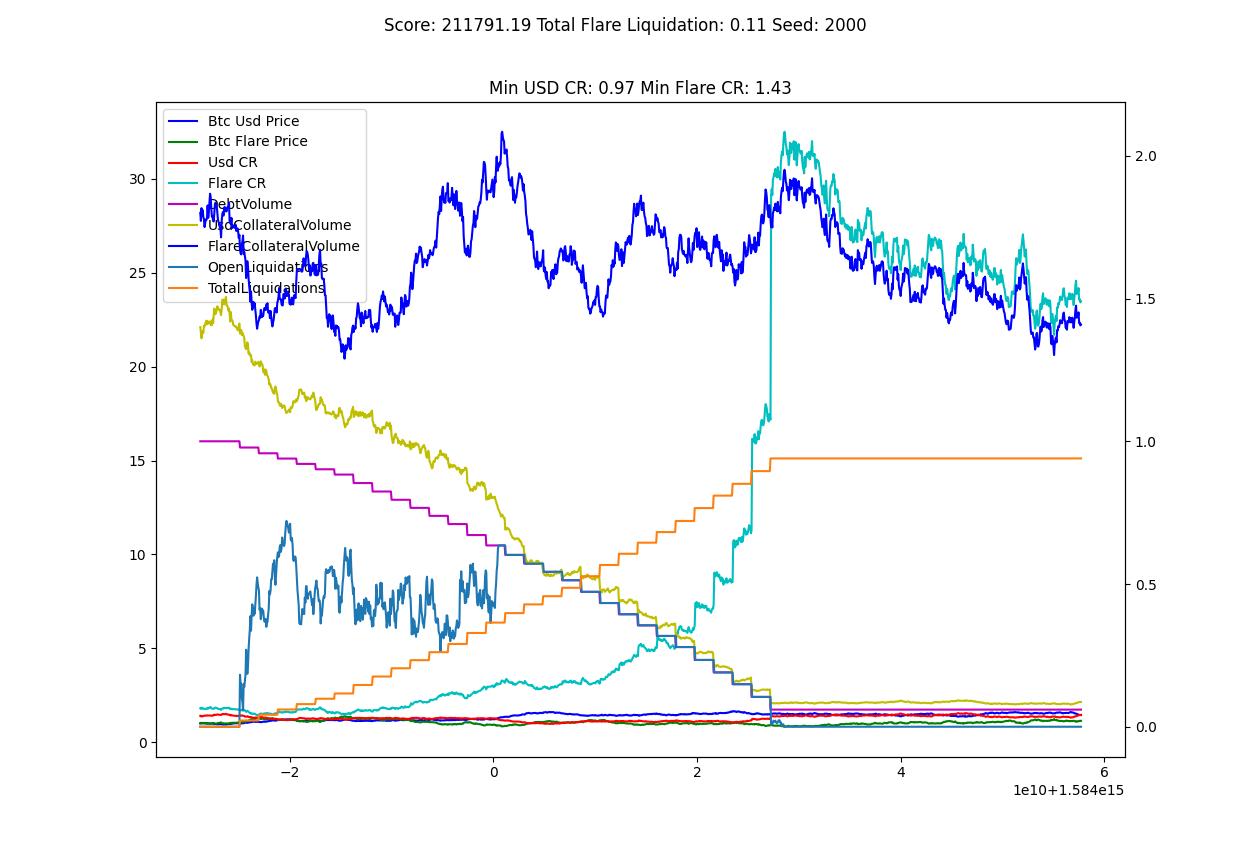 Score: 211791.19 Total Flare Liquidation: 0.11 Seed: 2000
Min USD CR: 0.97 Min Flare CR: 1.43
Btc Usd Price
Btc Flare Price
Usd CR
Flare CR
DebtVolume
UsdCollateralVolume
FlareCollateralVolume
OpenLiquidations
TotalLiquidations
30
25
20
15
10
5
0
2.0
1.5
1.0
0.5
0.0
−2
0
2
4
6
1e10+1.584e15